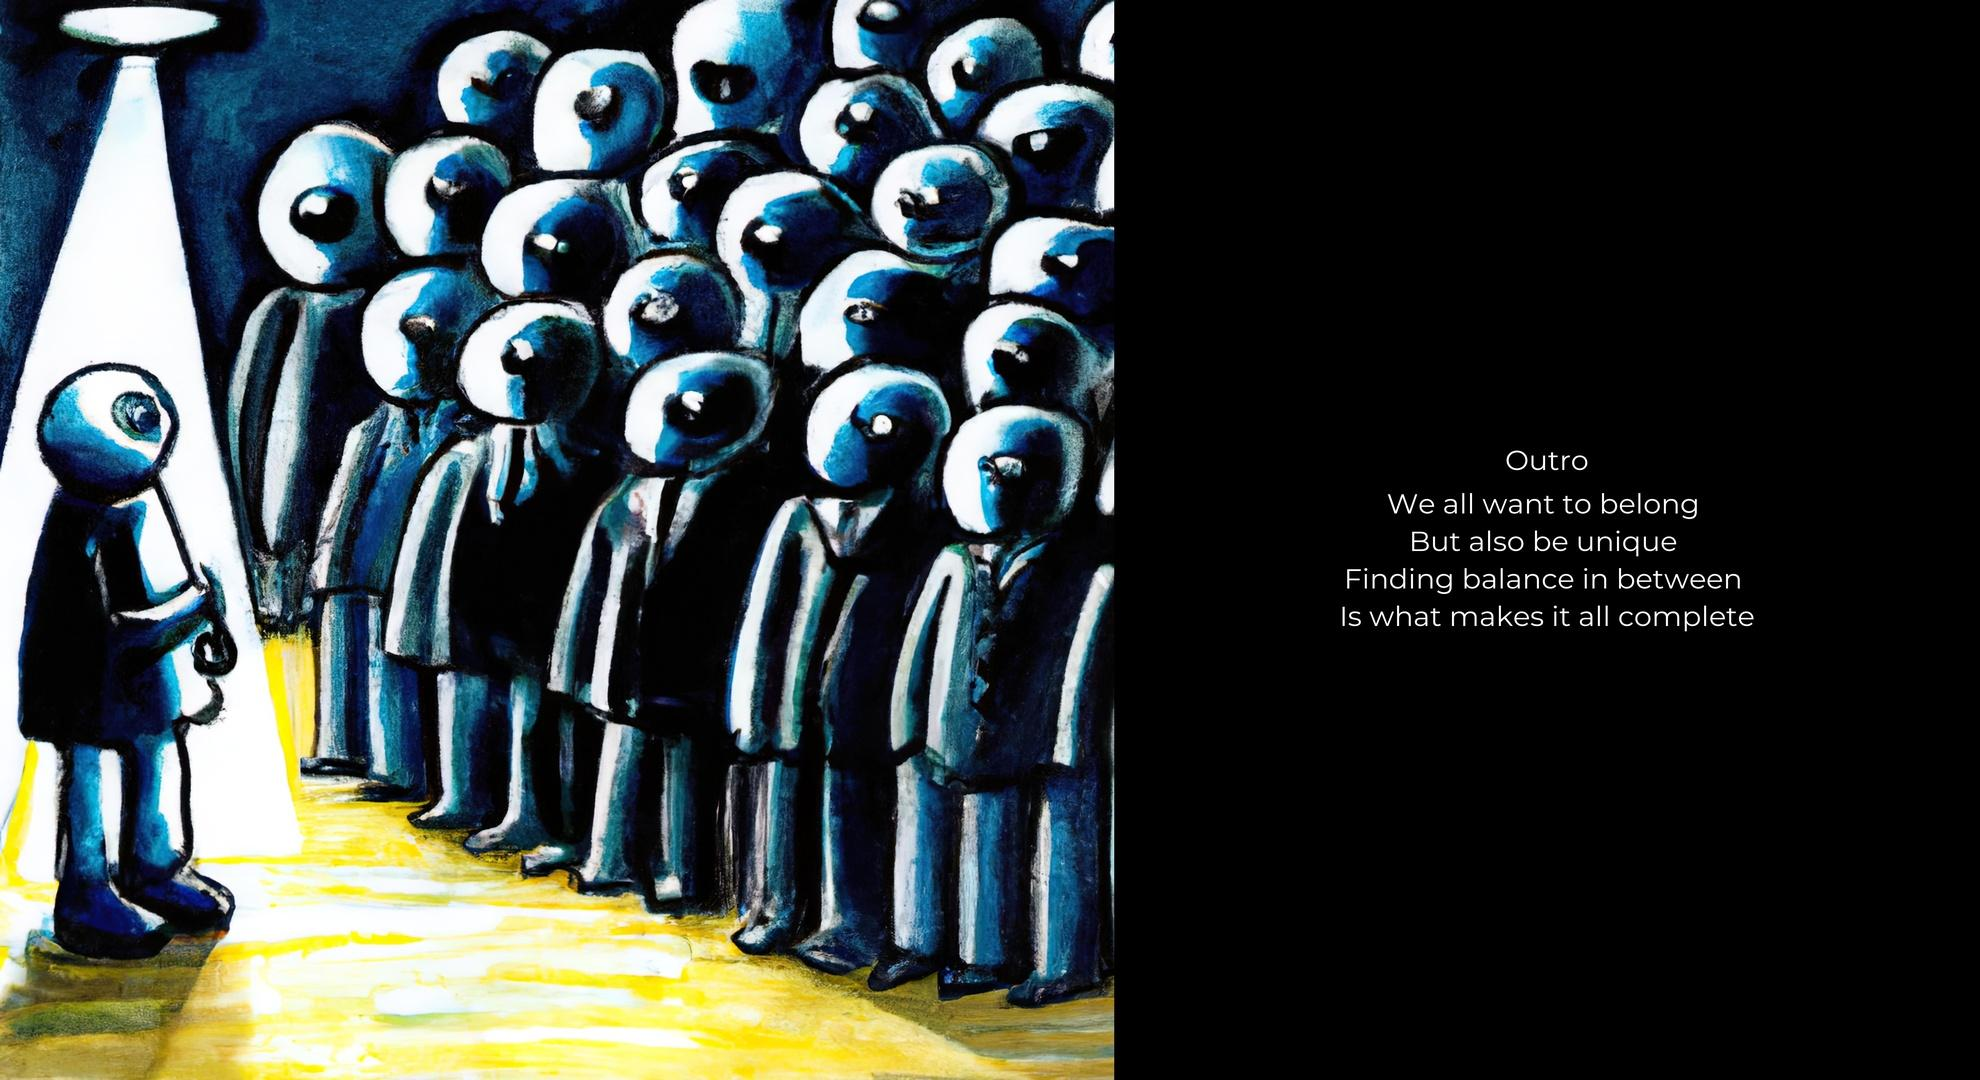 Outro
We all want to belong
But also be unique
Finding balance in between
Is what makes it all complete